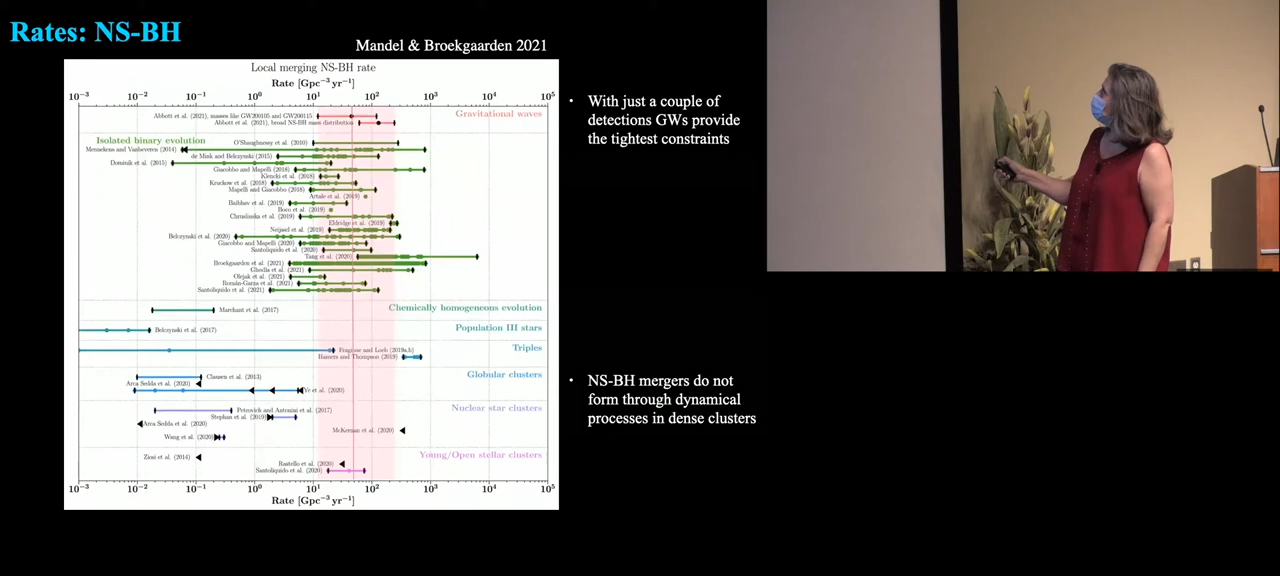 Rates: NS-BH
Mandel & Broekgaarden 2021
Local merging NS-BH rate
Rate [Gpc⁻³ yr⁻¹]
10⁻³ 10⁻² 10⁻¹ 10⁰ 10¹ 10² 10³ 10⁴ 10⁵
Gravitational waves
Abbott et al. (2021), masses like GW200105 and GW200115
Abbott et al. (2021), broad NS-BH mass distribution
Isolated binary evolution
O'Shaughnessy et al. (2010)
Mennekens and Vanbeveren (2014)
de Mink and Belczynski (2015)
Dominik et al. (2015)
Giacobbo and Mapelli (2018)
Klencki et al. (2018)
Kruckow et al. (2018)
Mapelli and Giacobbo (2018)
Artale et al. (2019)
Baibhav et al. (2019)
Boco et al. (2019)
Chruslinska et al. (2019)
Eldridge et al. (2019)
Neijssel et al. (2019)
Belczynski et al. (2020)
Giacobbo and Mapelli (2020)
Santoliquido et al. (2020)
Tang et al. (2020)
Broekgaarden et al. (2021)
Ghodla et al. (2021)
Olejak et al. (2021)
Román-Garza et al. (2021)
Santoliquido et al. (2021)
Chemically homogeneous evolution
Marchant et al. (2017)
Population III stars
Belczynski et al. (2017)
Triples
Fragione and Loeb (2019a,b)
Hamers and Thompson (2019)
Globular clusters
Clausen et al. (2013)
Arca Sedda et al. (2020)
Ye et al. (2020)
Nuclear star clusters
Petrovich and Antonini et al. (2017)
Stephan et al. (2019)
Arca Sedda et al. (2020)
McKernan et al. (2020)
Wang et al. (2020)
Young/Open stellar clusters
Ziosi et al. (2014)
Rastello et al. (2020)
Santoliquido et al. (2020)
10⁻³ 10⁻² 10⁻¹ 10⁰ 10¹ 10² 10³ 10⁴ 10⁵
Rate [Gpc⁻³ yr⁻¹]
• With just a couple of
detections GWs provide
the tightest constraints
• NS-BH mergers do not
form through dynamical
processes in dense clusters